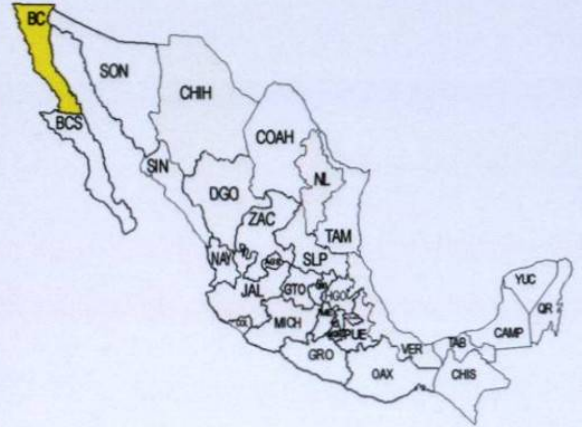 BC
SON
CHIH
BCS
COAH
SIN
NL
DGO
ZAC
TAM
NAY
SLP
JAL
GTO
HGO
MICH
PUE
GRO
VER
OAX
TAB
CHIS
CAMP
YUC
QR